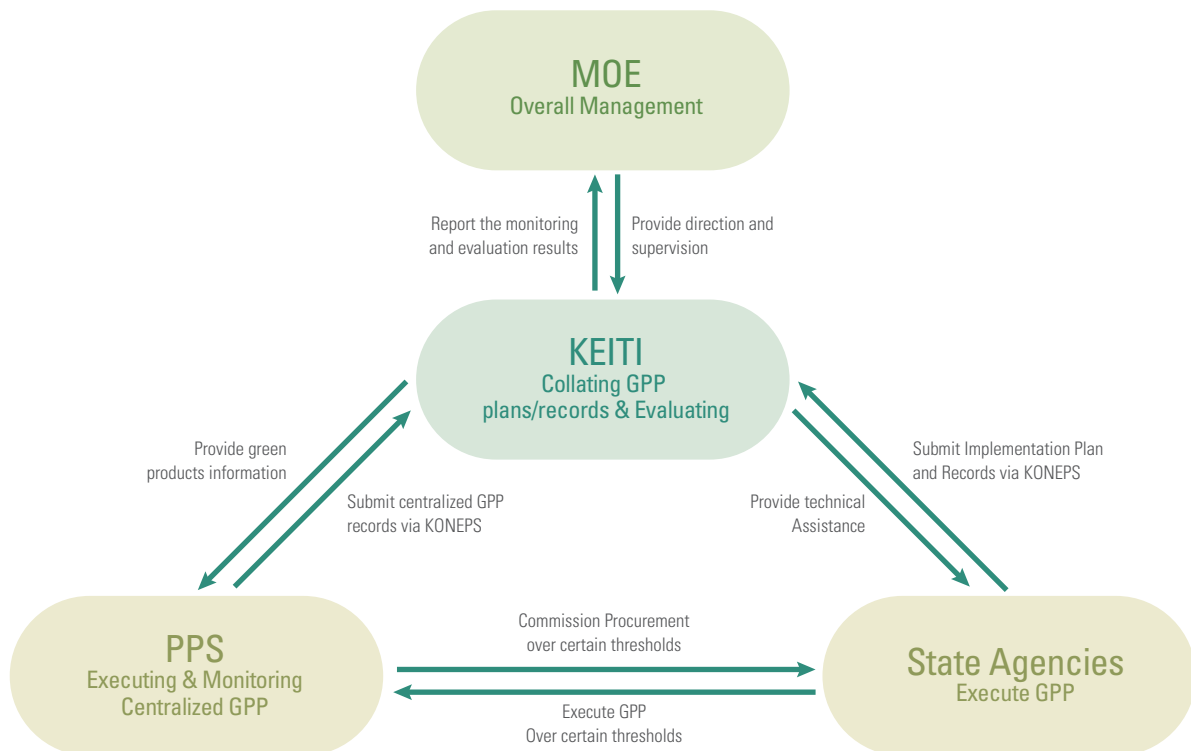 MOE
Overall Management
Report the monitoring
and evaluation results
Provide direction and
supervision
KEITI
Collating GPP
plans/records & Evaluating
Provide green
products information
Submit centralized GPP
records via KONEPS
Submit Implementation Plan
and Records via KONEPS
Provide technical
Assistance
PPS
Executing & Monitoring
Centralized GPP
Commission Procurement
over certain thresholds
Execute GPP
Over certain thresholds
State Agencies
Execute GPP